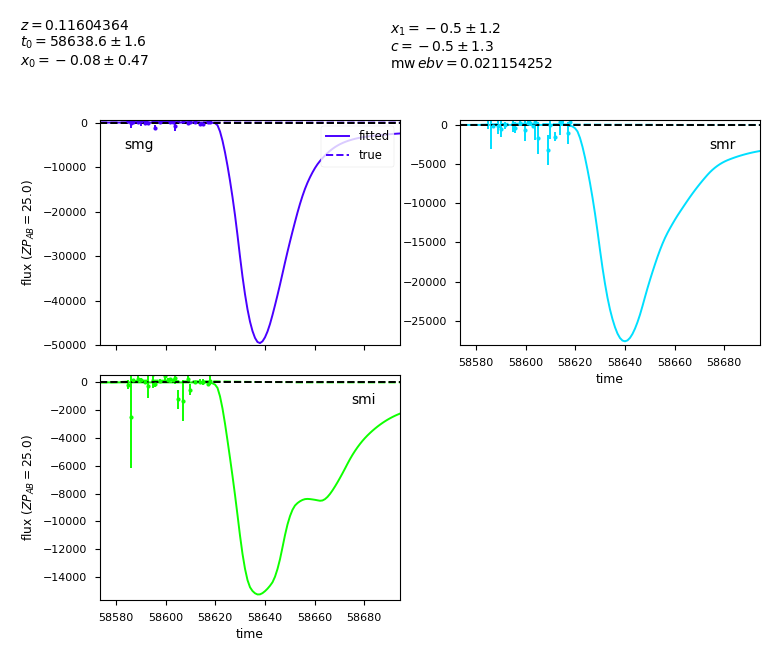 z = 0.11604364
t₀ = 58638.6 ± 1.6
x₀ = −0.08 ± 0.47
x₁ = −0.5 ± 1.2
c = −0.5 ± 1.3
mw ebv = 0.021154252
0
−10000
−20000
−30000
−40000
−50000
flux (ZP_AB = 25.0)
smg
fitted
true
0
−5000
−10000
−15000
−20000
−25000
smr
58580 58600 58620 58640 58660 58680
time
0
−2000
−4000
−6000
−8000
−10000
−12000
−14000
flux (ZP_AB = 25.0)
smi
58580 58600 58620 58640 58660 58680
time